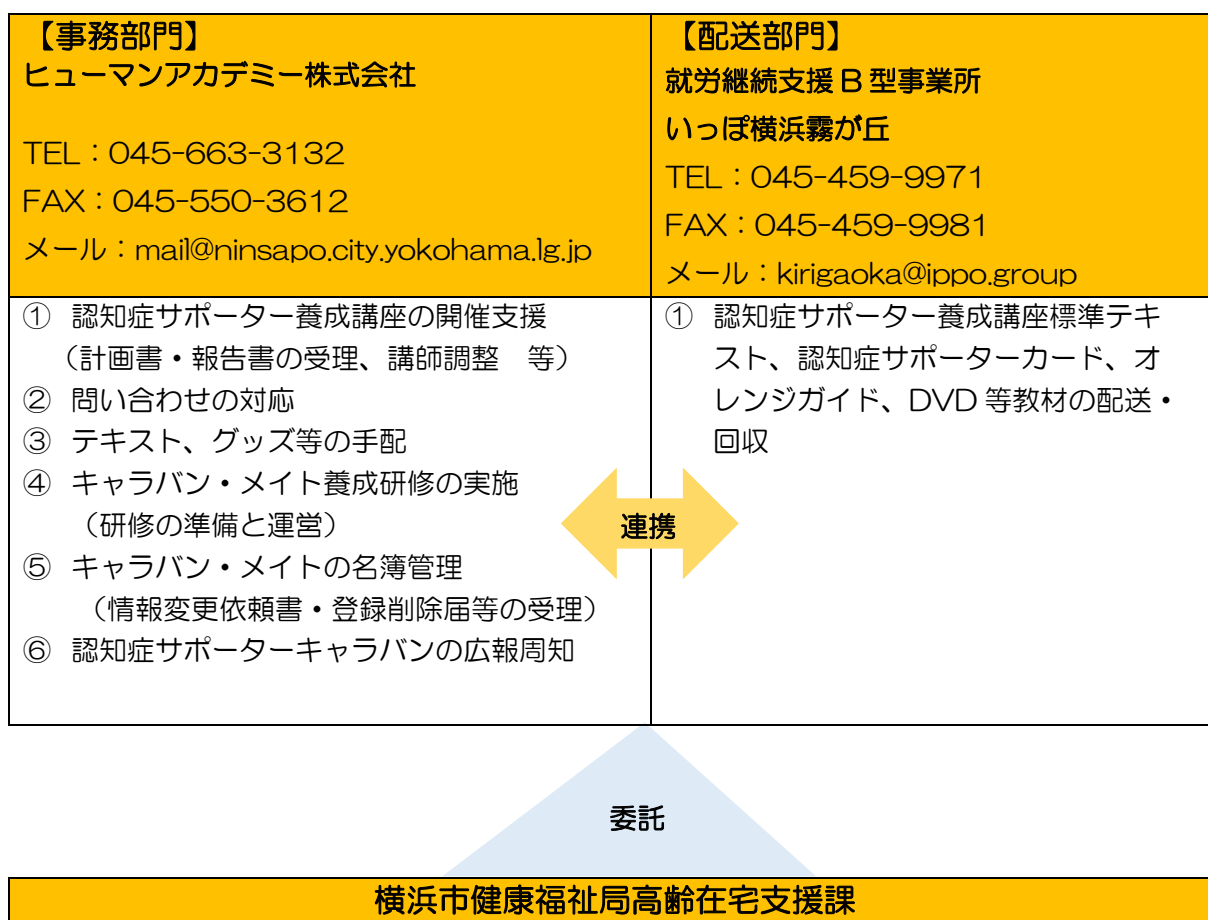 【事務部門】
ヒューマンアカデミー株式会社
TEL：045-663-3132
FAX：045-550-3612
メール：mail@ninsapo.city.yokohama.lg.jp
【配送部門】
就労継続支援B型事業所
いっぽ横浜霧が丘
TEL：045-459-9971
FAX：045-459-9981
メール：kirigaoka@ippo.group
① 認知症サポーター養成講座の開催支援
（計画書・報告書の受理、講師調整　等）
② 問い合わせの対応
③ テキスト、グッズ等の手配
④ キャラバン・メイト養成研修の実施
（研修の準備と運営）
⑤ キャラバン・メイトの名簿管理
（情報変更依頼書・登録削除届等の受理）
⑥ 認知症サポーターキャラバンの広報周知
① 認知症サポーター養成講座標準テキ
スト、認知症サポーターカード、オ
レンジガイド、DVD 等教材の配送・
回収
連携
委託
横浜市健康福祉局高齢在宅支援課